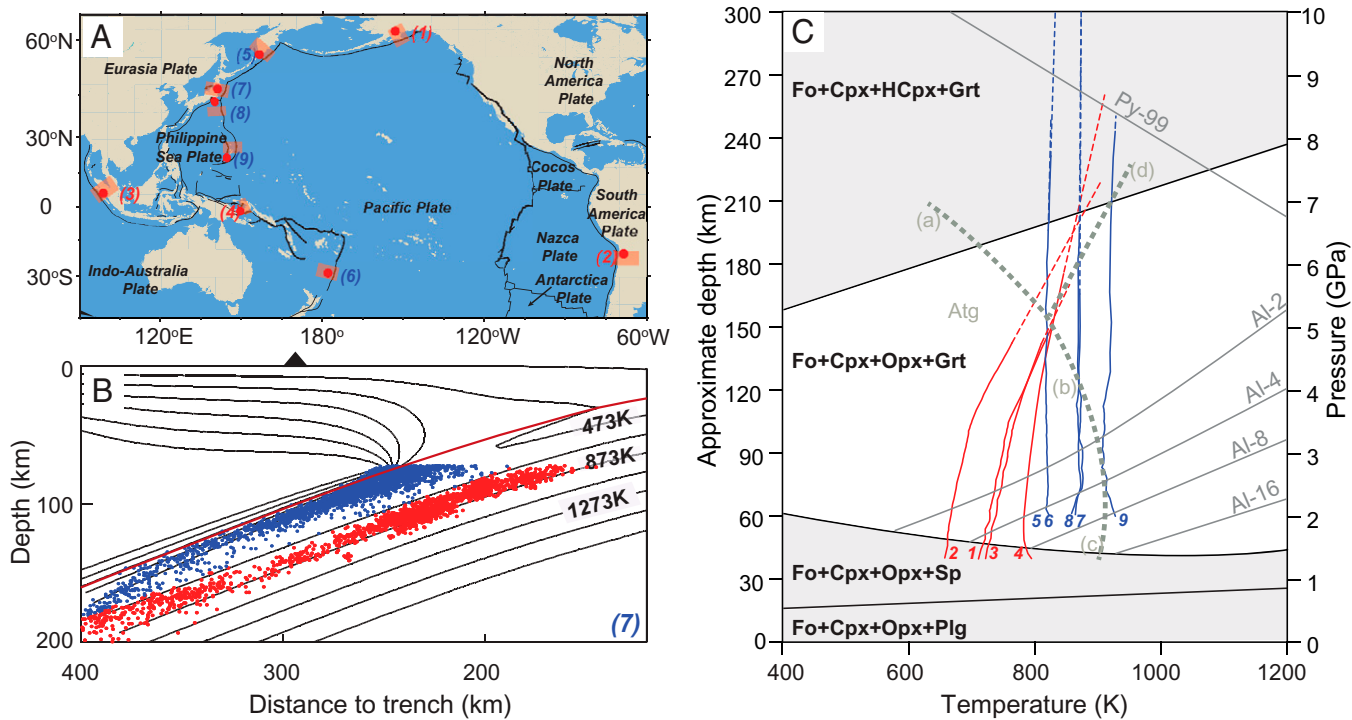 A
60°N
30°N
0
30°S
120°E
180°
120°W
60°W
(1)
(5)
Eurasia Plate
North
America
Plate
(7)
(8)
Philippine
Sea Plate
(9)
Cocos
Plate
(3)
South
America
Plate
(4)
Pacific Plate
(2)
Nazca
Plate
Indo-Australia
Plate
(6)
Antarctica
Plate
B
0
100
200
Depth (km)
473K
873K
1273K
(7)
400
300
200
Distance to trench (km)
C
300
270
240
210
180
150
120
90
60
30
0
Approximate depth (km)
10
9
8
7
6
5
4
3
2
1
0
Pressure (GPa)
Fo+Cpx+HCpx+Grt
Py-99
(d)
(a)
Atg
Al-2
Fo+Cpx+Opx+Grt
(b)
Al-4
Al-8
Al-16
5 6 8 7 9
(c)
2 1 3 4
Fo+Cpx+Opx+Sp
Fo+Cpx+Opx+Plg
400
600
800
1000
1200
Temperature (K)